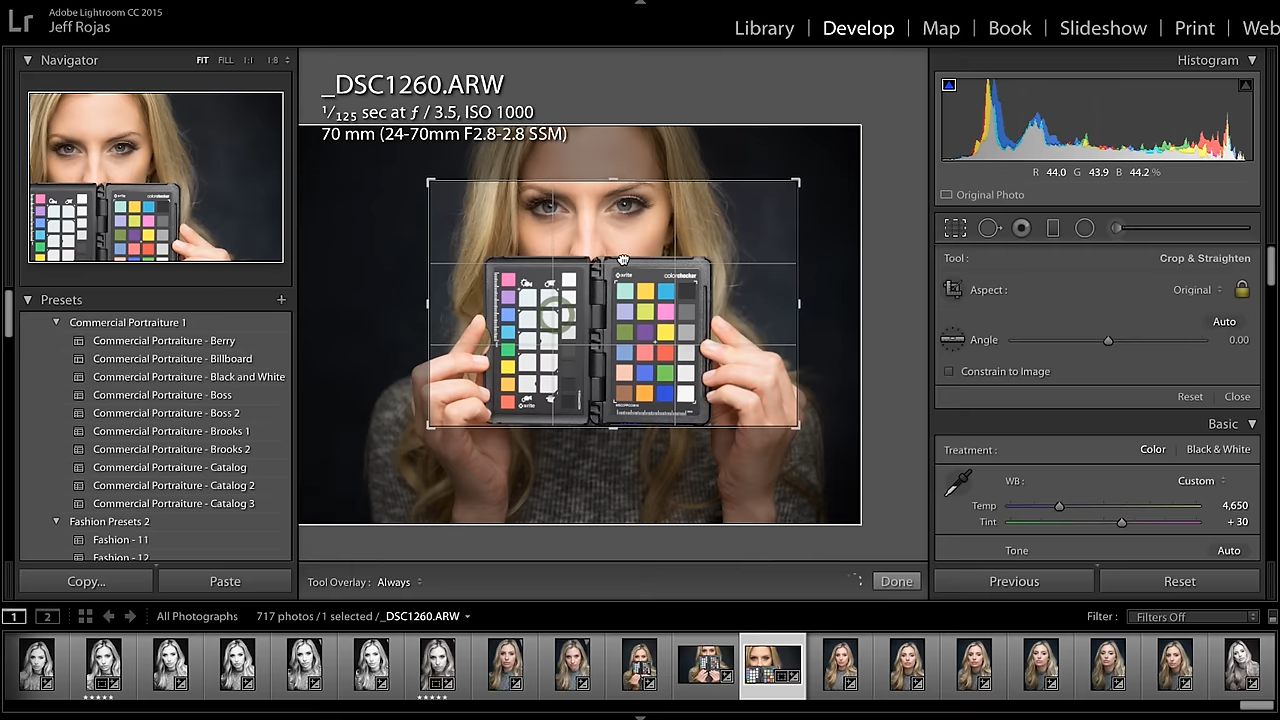 Adobe Lightroom CC 2015
Lr
Jeff Rojas
Library | Develop | Map | Book | Slideshow | Print | Web
Navigator FIT FILL 1:1 1:8
Histogram
_DSC1260.ARW
1/125 sec at ƒ / 3.5, ISO 1000
70 mm (24-70mm F2.8-2.8 SSM)
R 44.0 G 43.9 B 44.2 %
Original Photo
Tool : Crop & Straighten
Aspect : Original
Auto
Angle 0.00
Constrain to Image
Reset Close
Basic
Treatment : Color Black & White
WB : Custom
Temp 4,650
Tint + 30
Tone Auto
Presets +
Commercial Portraiture 1
Commercial Portraiture - Berry
Commercial Portraiture - Billboard
Commercial Portraiture - Black and White
Commercial Portraiture - Boss
Commercial Portraiture - Boss 2
Commercial Portraiture - Brooks 1
Commercial Portraiture - Brooks 2
Commercial Portraiture - Catalog
Commercial Portraiture - Catalog 2
Commercial Portraiture - Catalog 3
Fashion Presets 2
Fashion - 11
Fashion - 12
x-rite colorchecker
x-rite
Copy... Paste
Tool Overlay : Always
Done
Previous Reset
1 2 All Photographs 717 photos / 1 selected / _DSC1260.ARW
Filter : Filters Off